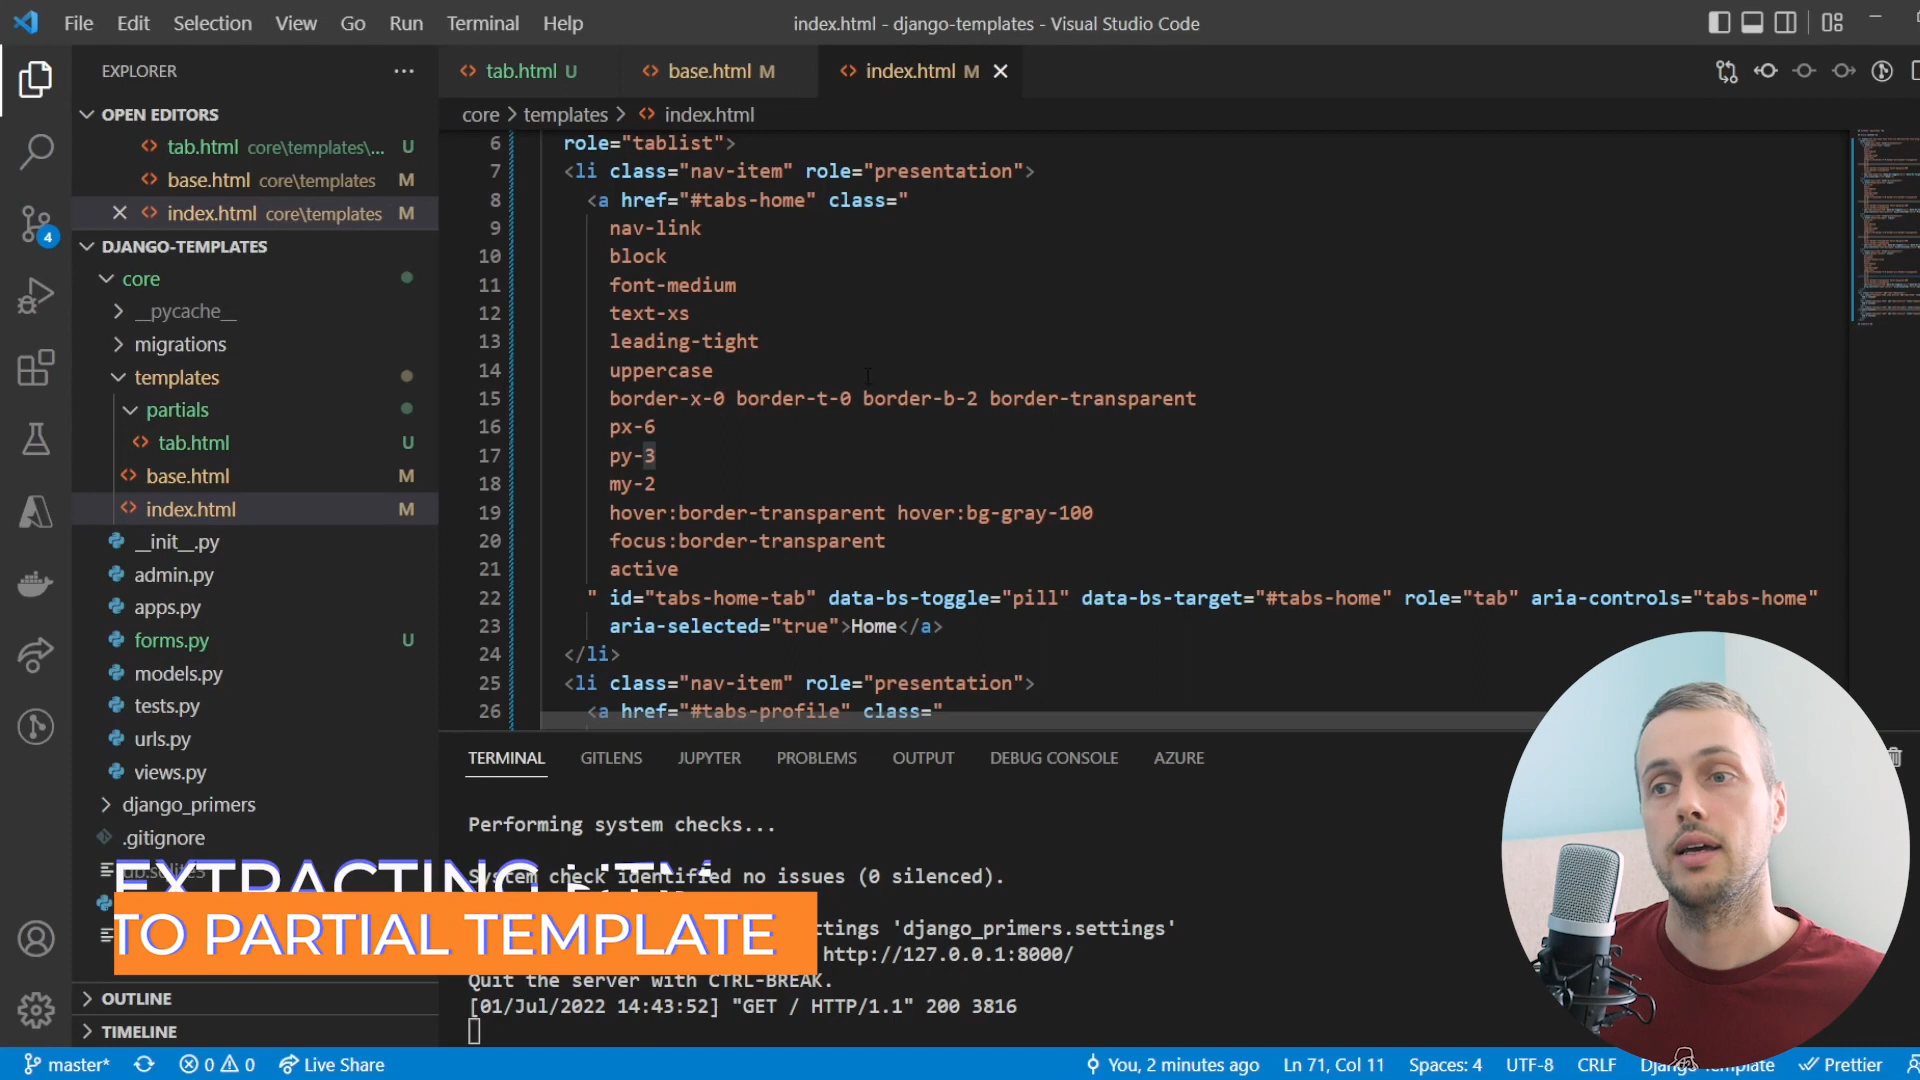 File Edit Selection View Go Run Terminal Help
index.html - django-templates - Visual Studio Code
EXPLORER
OPEN EDITORS
tab.html core\templates\... U
base.html core\templates M
index.html core\templates M
DJANGO-TEMPLATES
core
__pycache__
migrations
templates
partials
tab.html U
base.html M
index.html M
__init__.py
admin.py
apps.py
forms.py U
models.py
tests.py
urls.py
views.py
django_primers
.gitignore
OUTLINE
TIMELINE
4
tab.html U
base.html M
index.html M
core > templates > index.html
6 role="tablist">
7 <li class="nav-item" role="presentation">
8 <a href="#tabs-home" class="
9 nav-link
10 block
11 font-medium
12 text-xs
13 leading-tight
14 uppercase
15 border-x-0 border-t-0 border-b-2 border-transparent
16 px-6
17 py-3
18 my-2
19 hover:border-transparent hover:bg-gray-100
20 focus:border-transparent
21 active
22 " id="tabs-home-tab" data-bs-toggle="pill" data-bs-target="#tabs-home" role="tab" aria-controls="tabs-home"
23 aria-selected="true">Home</a>
24 </li>
25 <li class="nav-item" role="presentation">
26 <a href="#tabs-profile" class="
TERMINAL GITLENS JUPYTER PROBLEMS OUTPUT DEBUG CONSOLE AZURE
Performing system checks...
System check identified no issues (0 silenced).
'django_primers.settings'
http://127.0.0.1:8000/
Quit the server with CTRL-BREAK.
[01/Jul/2022 14:43:52] "GET / HTTP/1.1" 200 3816
EXTRACTING
TO PARTIAL TEMPLATE
master* 0 0 Live Share
You, 2 minutes ago Ln 71, Col 11 Spaces: 4 UTF-8 CRLF Django Template Prettier